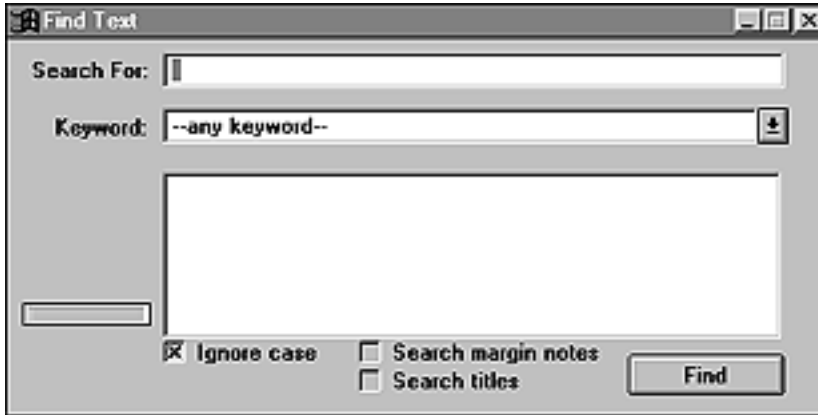 Find Text
Search For:
Keyword: --any keyword--
Ignore case Search margin notes
Search titles Find